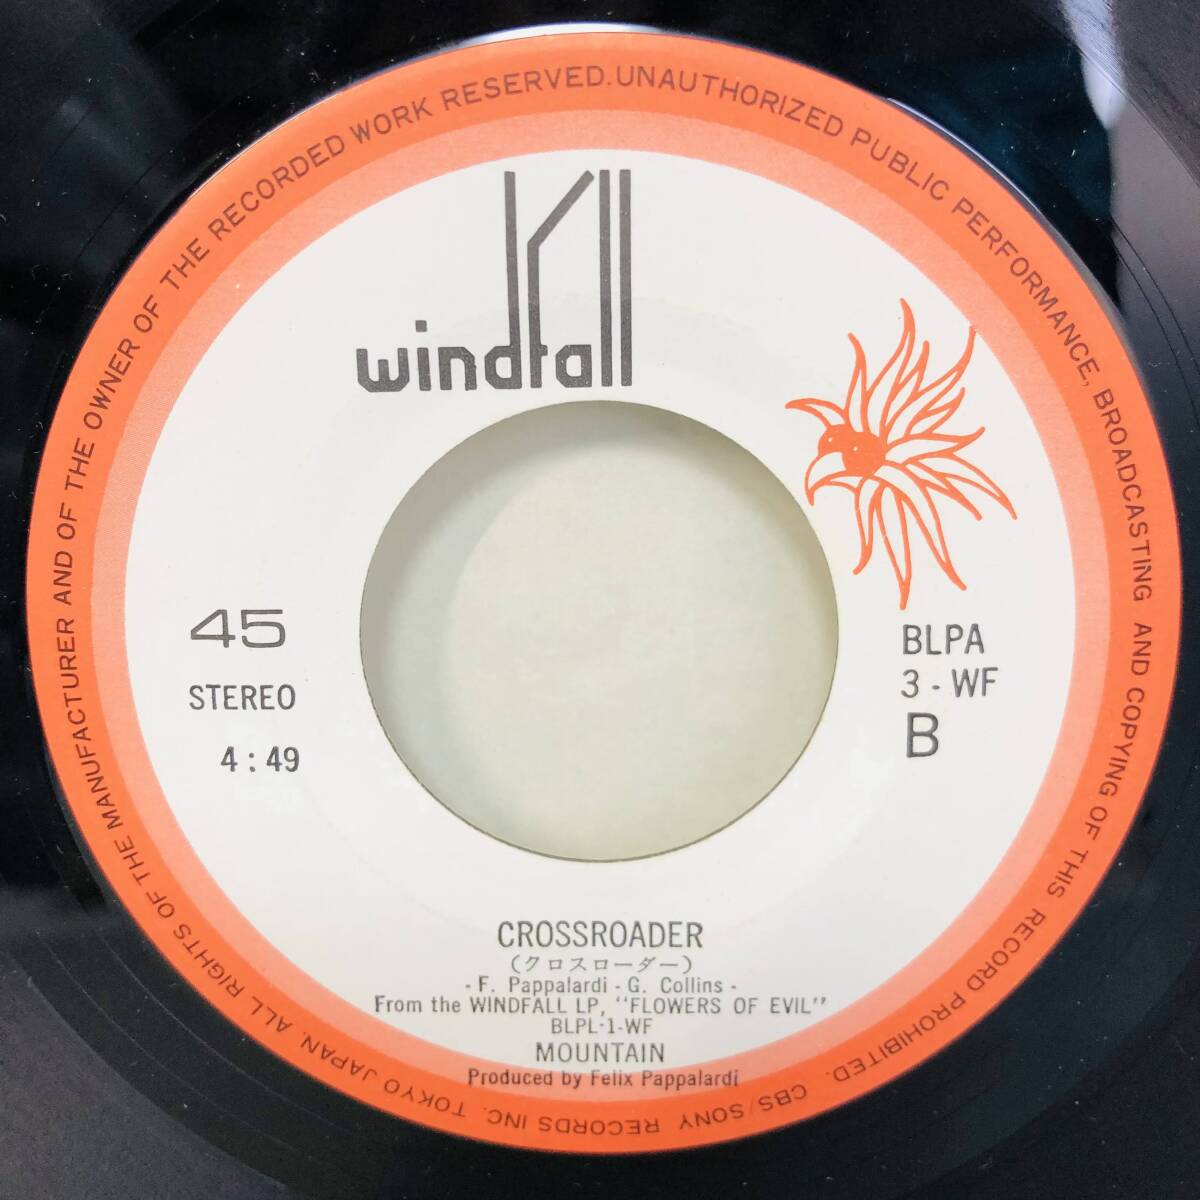 windfall
45
STEREO
4:49
BLPA
3 - WF
B
CROSSROADER
(クロスローダー)
- F. Pappalardi - G. Collins -
From the WINDFALL LP, "FLOWERS OF EVIL"
BLPL-1-WF
MOUNTAIN
Produced by Felix Pappalardi
CBS/SONY RECORDS INC. TOKYO JAPAN. ALL RIGHTS OF THE MANUFACTURER AND OF THE OWNER OF THE RECORDED WORK RESERVED. UNAUTHORIZED PUBLIC PERFORMANCE, BROADCASTING AND COPYING OF THIS RECORD PROHIBITED.